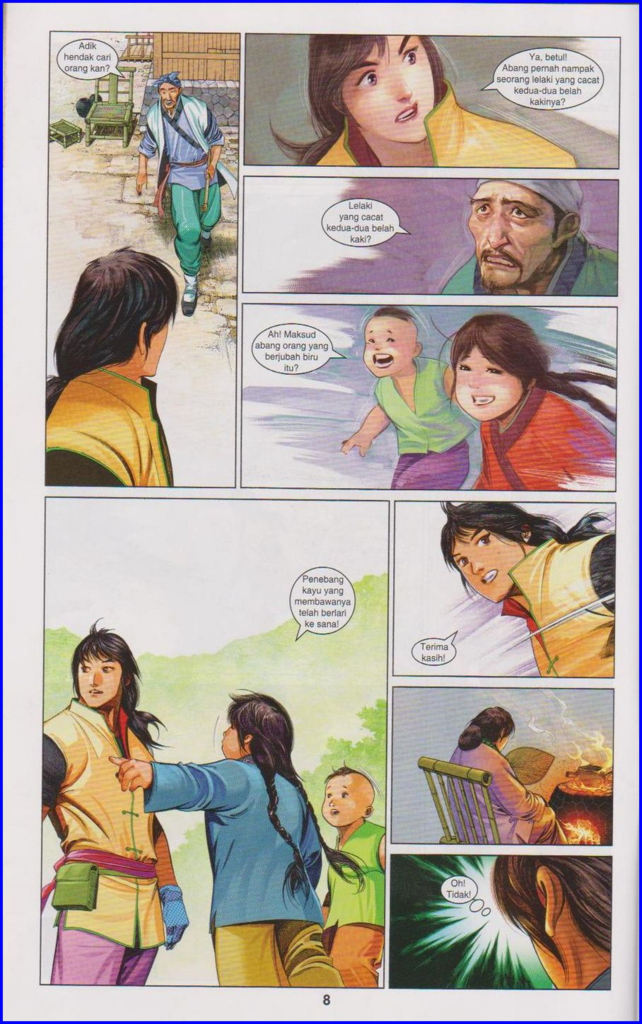 Adik
hendak cari
orang kan?
Ya, betul!
Abang pernah nampak
seorang lelaki yang cacat
kedua-dua belah
kakinya?
Lelaki
yang cacat
kedua-dua belah
kaki?
Ah! Maksud
abang orang yang
berjubah biru
itu?
Penebang
kayu yang
membawanya
telah berlari
ke sana!
Terima
kasih!
Oh!
Tidak!
8